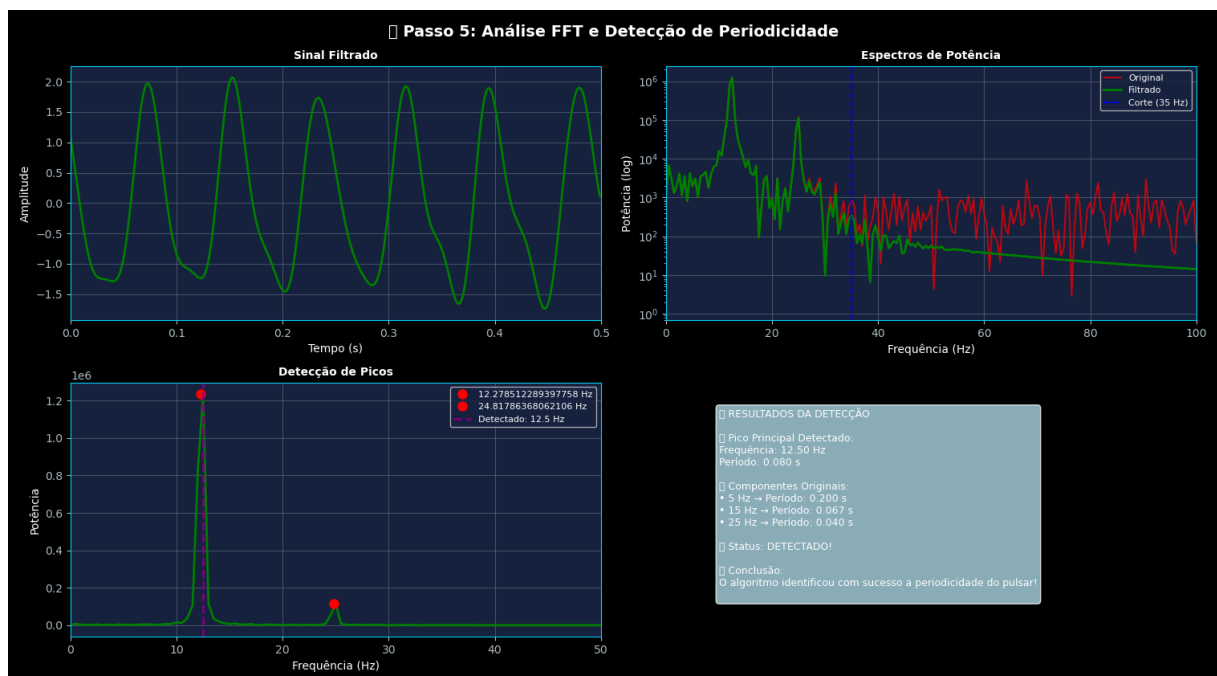 ▯ Passo 5: Análise FFT e Detecção de Periodicidade
Sinal Filtrado
Amplitude
2.0
1.5
1.0
0.5
0.0
−0.5
−1.0
−1.5
0.0 0.1 0.2 0.3 0.4 0.5
Tempo (s)
Espectros de Potência
Potência (log)
10⁶
10⁵
10⁴
10³
10²
10¹
10⁰
Original
Filtrado
Corte (35 Hz)
0 20 40 60 80 100
Frequência (Hz)
Detecção de Picos
1e6
Potência
1.2
1.0
0.8
0.6
0.4
0.2
0.0
12.278512289397758 Hz
24.81786368062106 Hz
Detectado: 12.5 Hz
0 10 20 30 40 50
Frequência (Hz)
▯ RESULTADOS DA DETECÇÃO
▯ Pico Principal Detectado:
Frequência: 12.50 Hz
Período: 0.080 s
▯ Componentes Originais:
• 5 Hz → Período: 0.200 s
• 15 Hz → Período: 0.067 s
• 25 Hz → Período: 0.040 s
▯ Status: DETECTADO!
▯ Conclusão:
O algoritmo identificou com sucesso a periodicidade do pulsar!